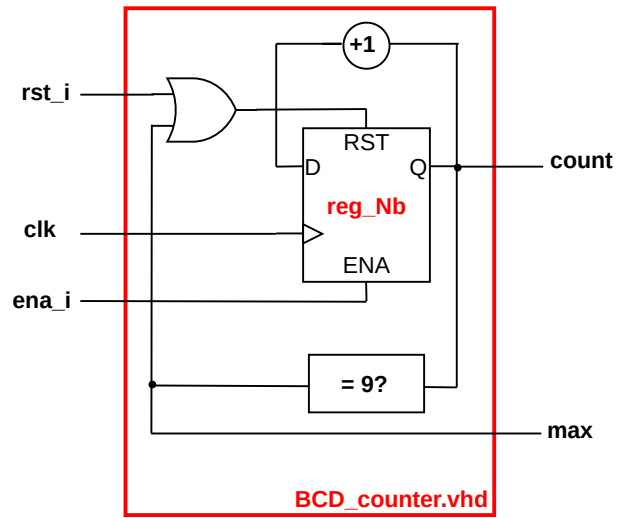 +1
rst_i
RST
D
Q
count
reg_Nb
clk
ENA
ena_i
= 9?
max
BCD_counter.vhd